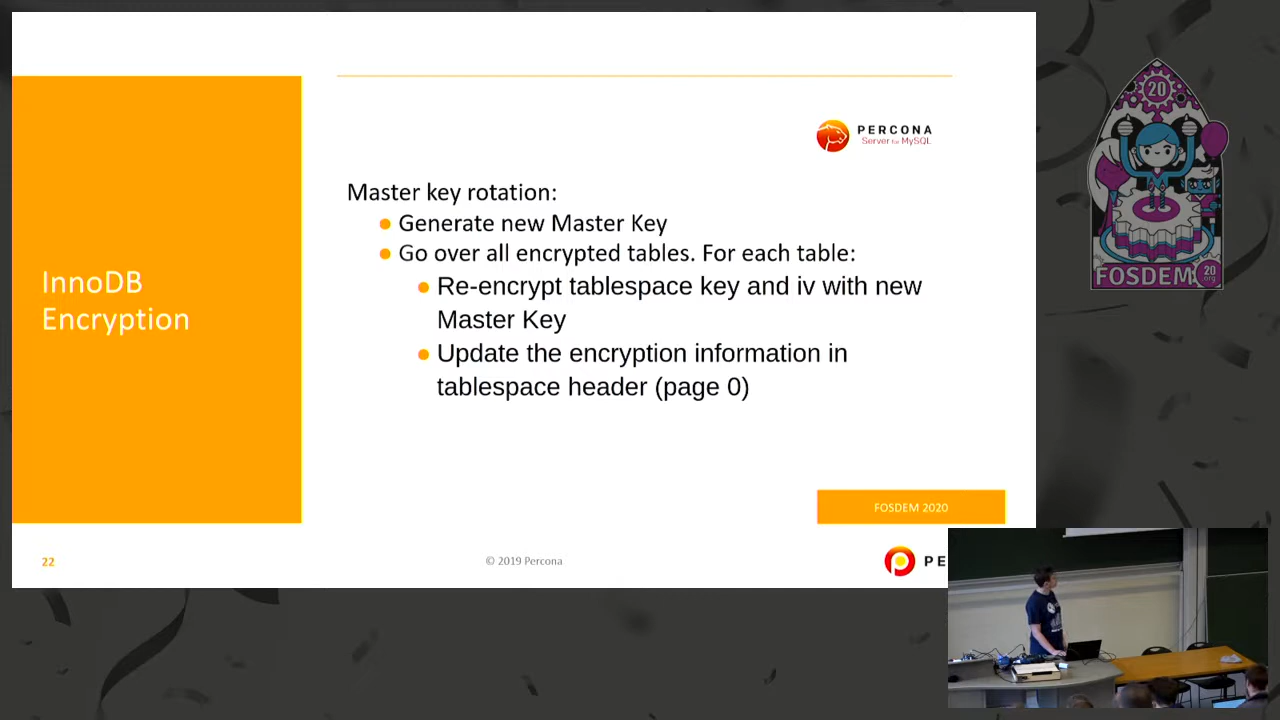 PERCONA
Server for MySQL
Master key rotation:
Generate new Master Key
Go over all encrypted tables. For each table:
Re-encrypt tablespace key and iv with new
Master Key
Update the encryption information in
tablespace header (page 0)
InnoDB
Encryption
FOSDEM 2020
22
© 2019 Percona
PE
20
FOSDEM
20
.org